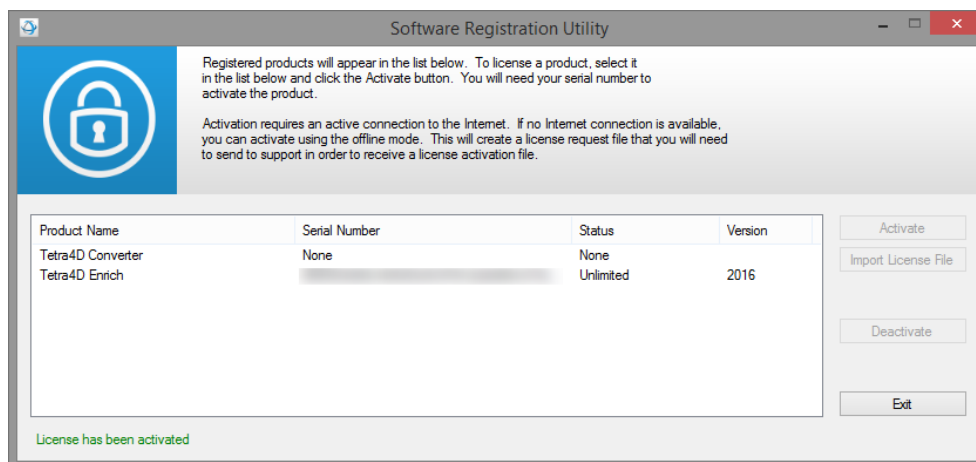 Software Registration Utility
Registered products will appear in the list below. To license a product, select it
in the list below and click the Activate button. You will need your serial number to
activate the product.
Activation requires an active connection to the Internet. If no Internet connection is available,
you can activate using the offline mode. This will create a license request file that you will need
to send to support in order to receive a license activation file.
Product Name Serial Number Status Version
Tetra4D Converter None None
Tetra4D Enrich Unlimited 2016
Activate
Import License File
Deactivate
Exit
License has been activated